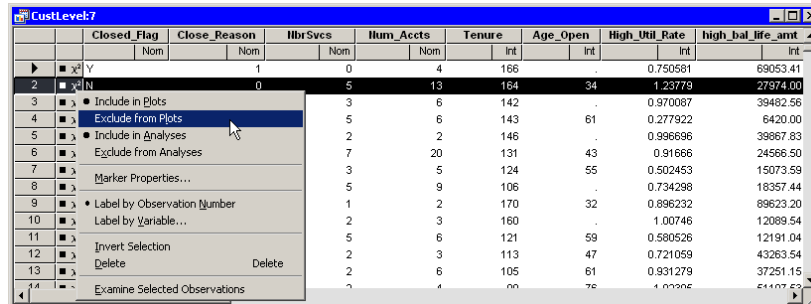 CustLevel:7
Closed_Flag Close_Reason NbrSvcs Num_Accts Tenure Age_Open High_Util_Rate high_bal_life_amt
Nom Nom Nom Nom Int Int Int Int
χ² Y 1 0 4 166 . 0.750581 69053.41
2 χ² N 0 5 13 164 34 1.23779 27974.00
3 Include in Plots 3 6 142 . 0.970087 39482.56
4 Exclude from Plots 5 6 143 61 0.277922 6420.00
5 Include in Analyses 2 2 146 . 0.996696 39867.83
6 Exclude from Analyses 7 20 131 43 0.91666 24566.50
7 Marker Properties... 3 5 124 55 0.502453 15073.59
8 5 9 106 . 0.734298 18357.44
9 Label by Observation Number 1 2 170 32 0.896232 89623.20
10 Label by Variable... 2 3 160 . 1.00746 12089.54
11 Invert Selection 5 6 121 59 0.580526 12191.04
12 Delete Delete 2 3 113 47 0.721059 43263.54
13 2 6 105 61 0.931279 37251.15
Examine Selected Observations